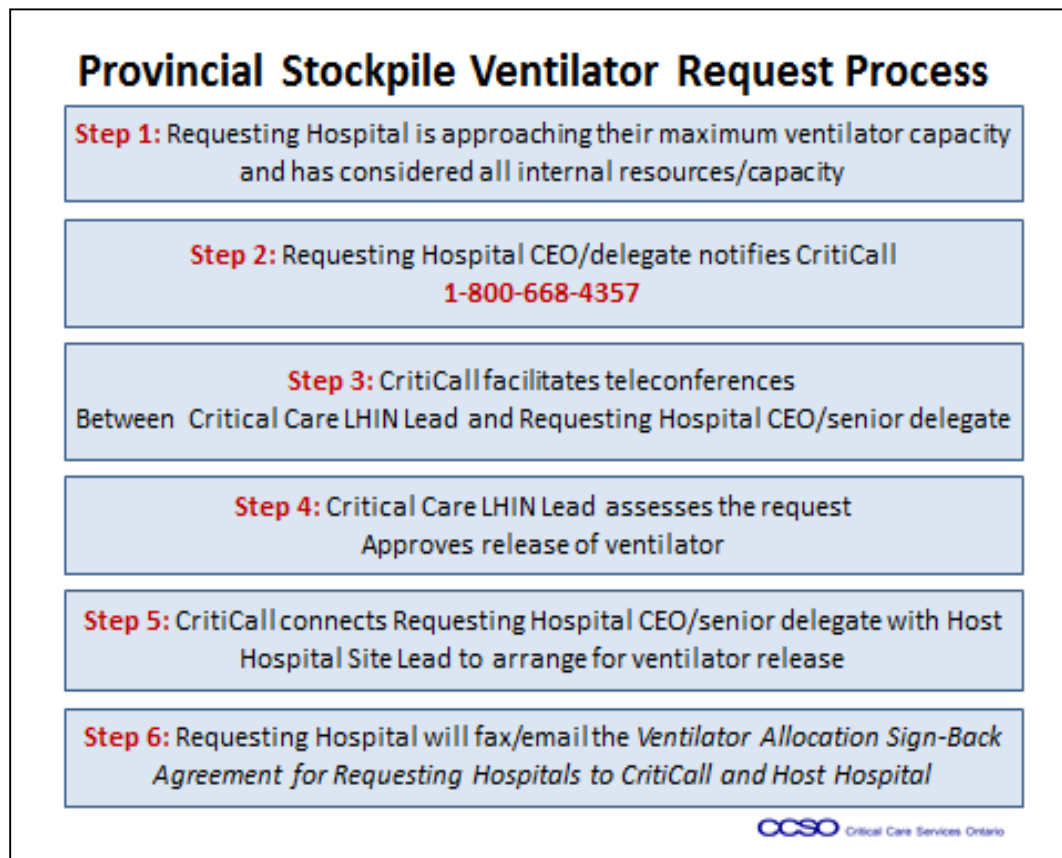 Provincial Stockpile Ventilator Request Process
Step 1: Requesting Hospital is approaching their maximum ventilator capacity
and has considered all internal resources/capacity
Step 2: Requesting Hospital CEO/delegate notifies CritiCall
1-800-668-4357
Step 3: CritiCall facilitates teleconferences
Between Critical Care LHIN Lead and Requesting Hospital CEO/senior delegate
Step 4: Critical Care LHIN Lead assesses the request
Approves release of ventilator
Step 5: CritiCall connects Requesting Hospital CEO/senior delegate with Host
Hospital Site Lead to arrange for ventilator release
Step 6: Requesting Hospital will fax/email the Ventilator Allocation Sign-Back
Agreement for Requesting Hospitals to CritiCall and Host Hospital
CCSO Critical Care Services Ontario